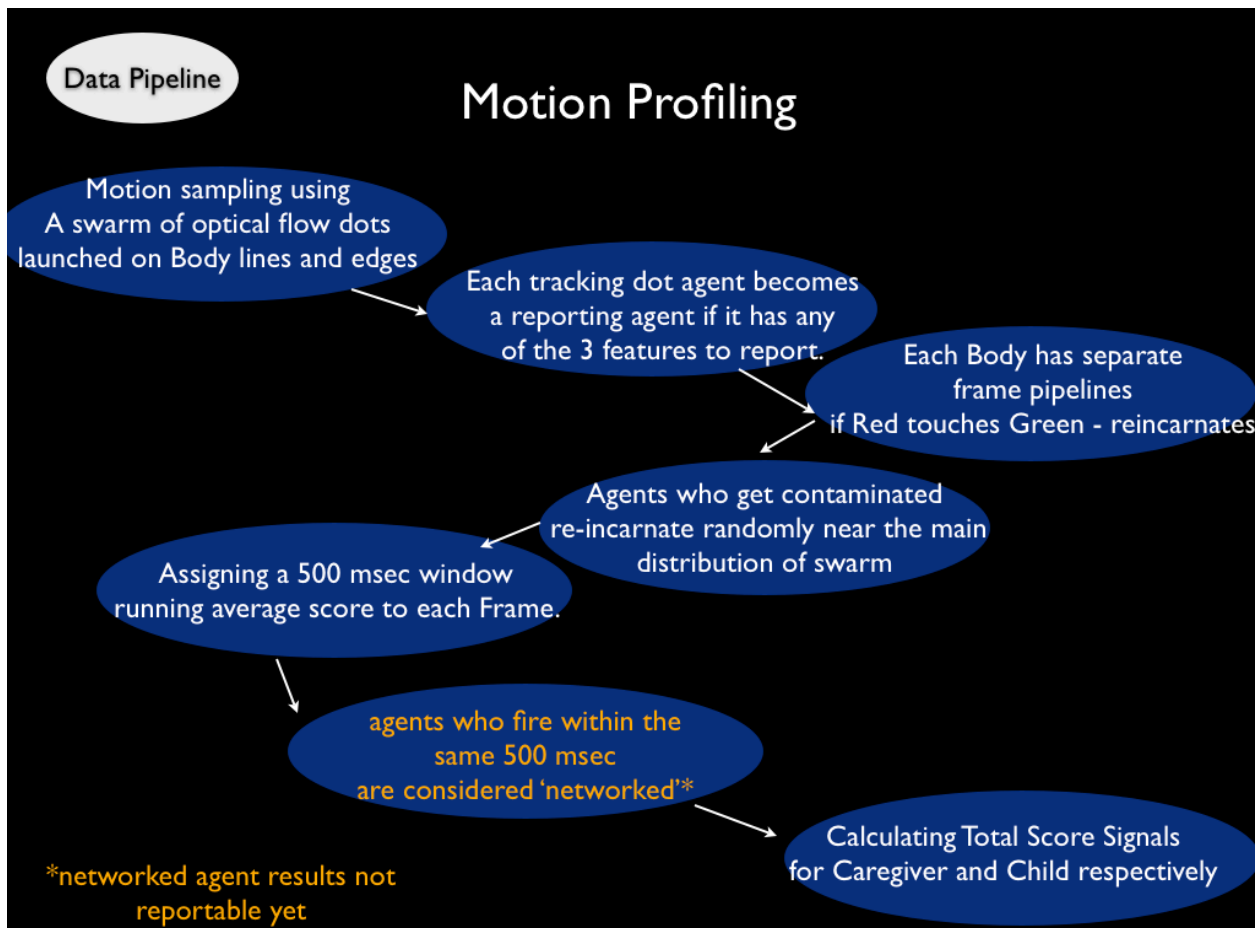 Data Pipeline
Motion Profiling
Motion sampling using
A swarm of optical flow dots
launched on Body lines and edges
Each tracking dot agent becomes
a reporting agent if it has any
of the 3 features to report.
Each Body has separate
frame pipelines
if Red touches Green - reincarnates
Agents who get contaminated
re-incarnate randomly near the main
distribution of swarm
Assigning a 500 msec window
running average score to each Frame.
agents who fire within the
same 500 msec
are considered ‘networked’*
Calculating Total Score Signals
for Caregiver and Child respectively
*networked agent results not
reportable yet